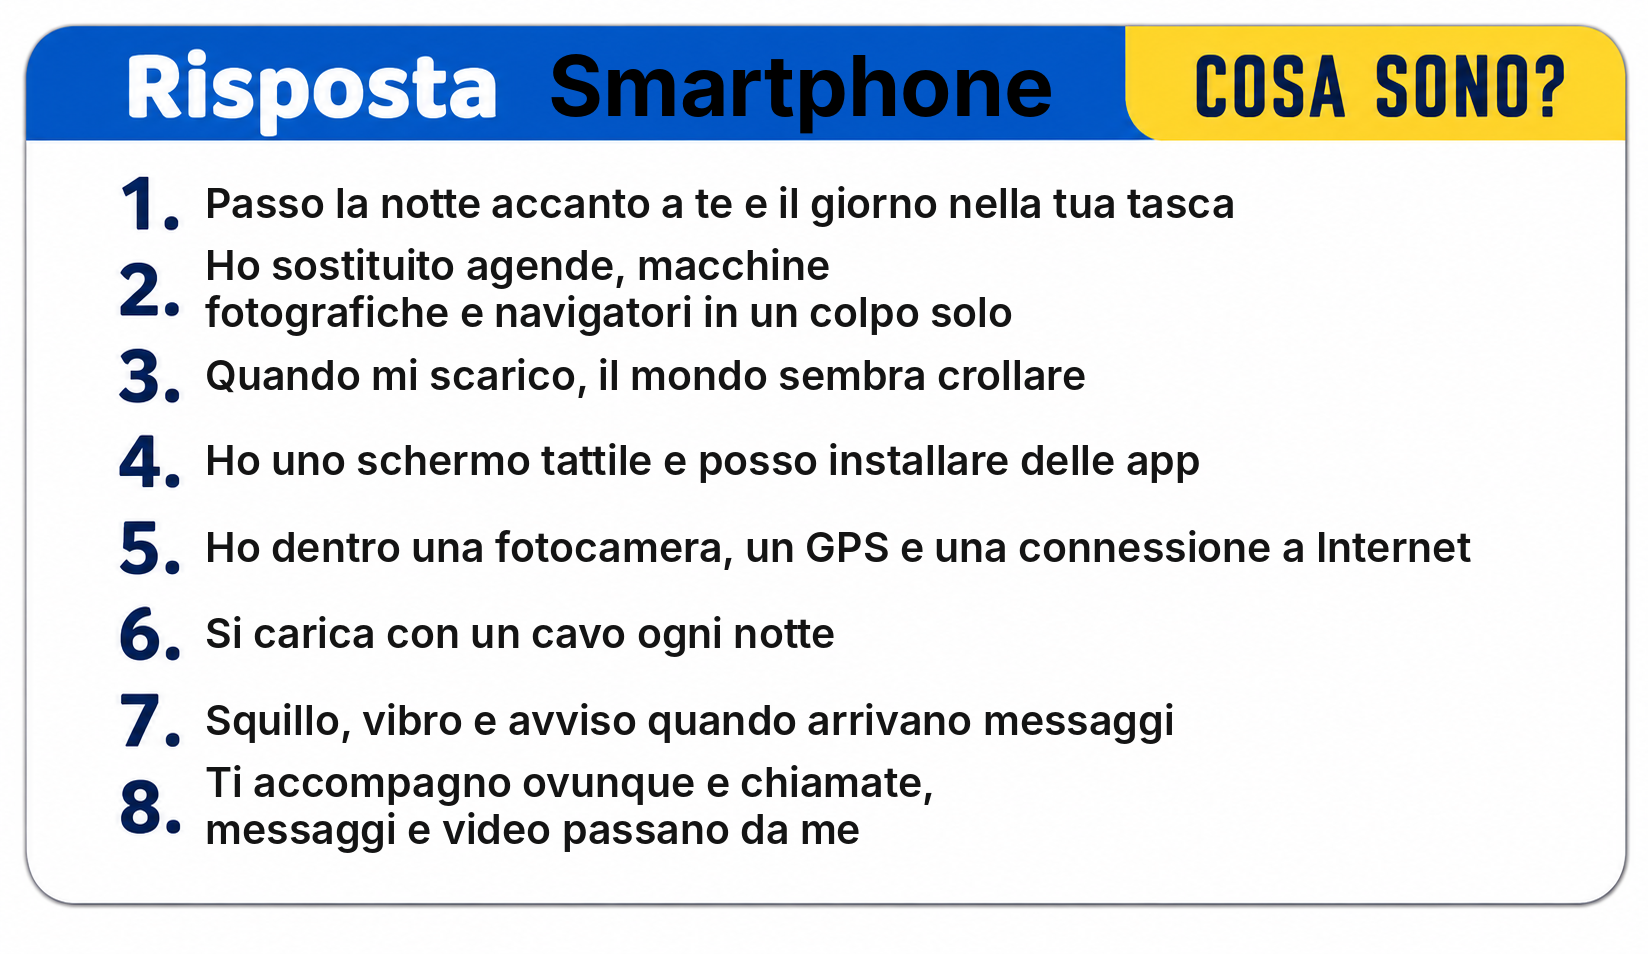 Risposta Smartphone COSA SONO?
1. Passo la notte accanto a te e il giorno nella tua tasca
2. Ho sostituito agende, macchine
fotografiche e navigatori in un colpo solo
3. Quando mi scarico, il mondo sembra crollare
4. Ho uno schermo tattile e posso installare delle app
5. Ho dentro una fotocamera, un GPS e una connessione a Internet
6. Si carica con un cavo ogni notte
7. Squillo, vibro e avviso quando arrivano messaggi
8. Ti accompagno ovunque e chiamate,
messaggi e video passano da me